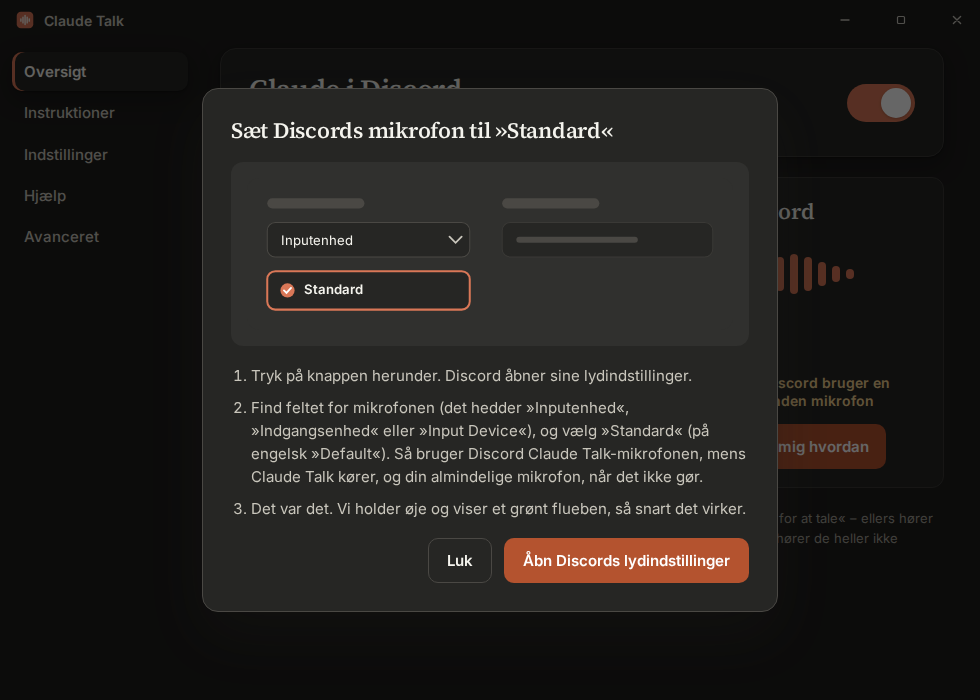 Claude Talk
Oversigt
Instruktioner
Indstillinger
Hjælp
Avanceret
Claude i Discord
Sæt Discords mikrofon til »Standard«
Inputenhed
Standard
1. Tryk på knappen herunder. Discord åbner sine lydindstillinger.
2. Find feltet for mikrofonen (det hedder »Inputenhed«,
»Indgangsenhed« eller »Input Device«), og vælg »Standard« (på
engelsk »Default«). Så bruger Discord Claude Talk-mikrofonen, mens
Claude Talk kører, og din almindelige mikrofon, når det ikke gør.
3. Det var det. Vi holder øje og viser et grønt flueben, så snart det virker.
Luk
Åbn Discords lydindstillinger
bruger en
mikrofon
mig hvordan
for at tale« – ellers hører
hører de heller ikke